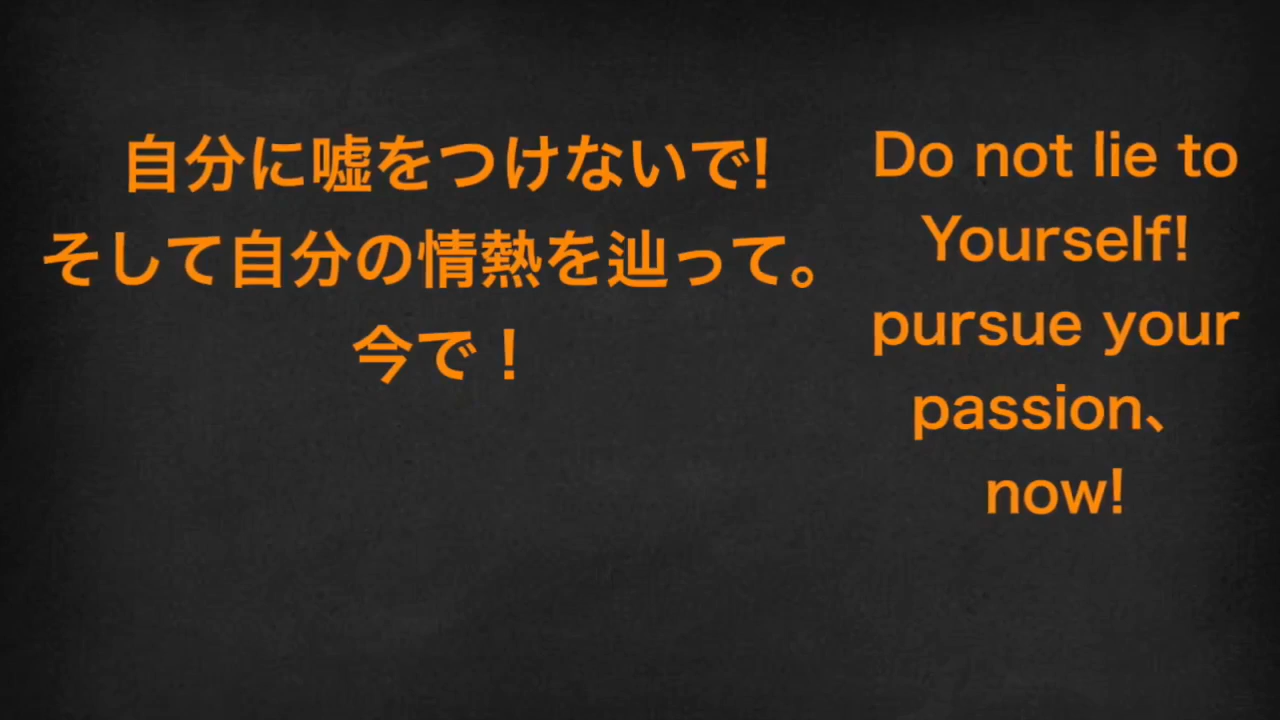 自分に嘘をつけないで!
そして自分の情熱を辿って。
今で！
Do not lie to
Yourself!
pursue your
passion、
now!